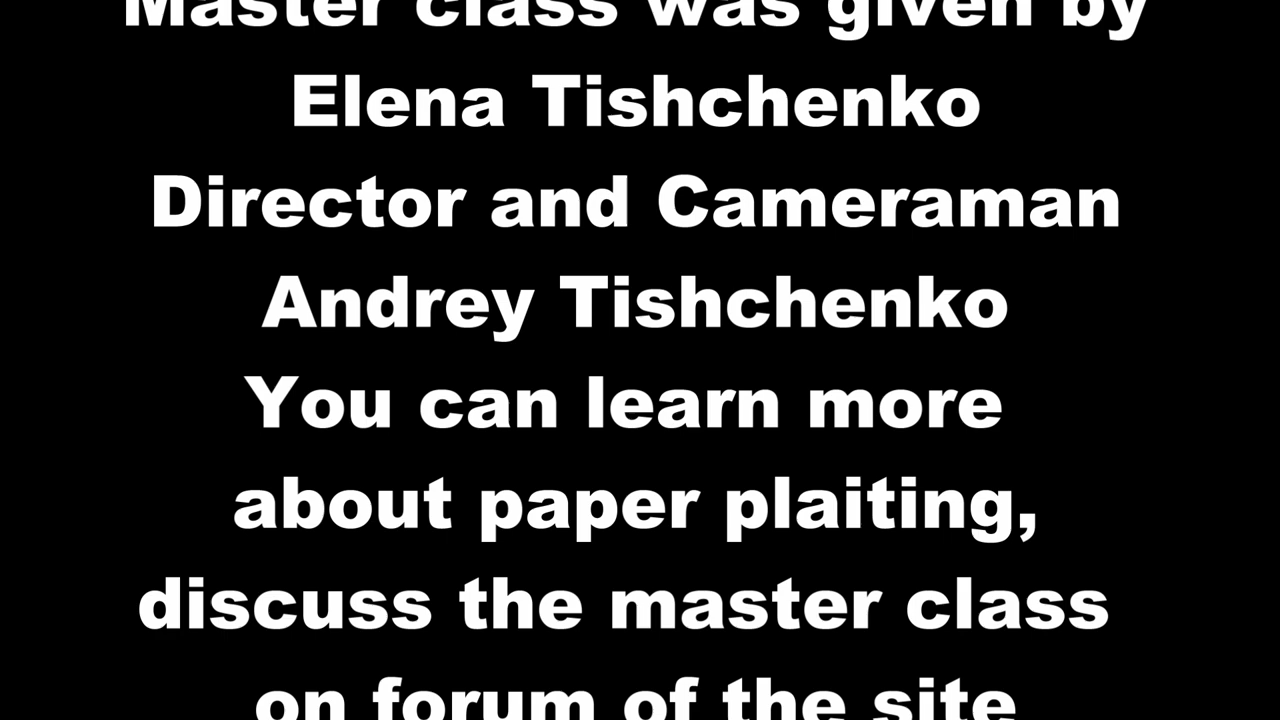 Master class was given by
Elena Tishchenko
Director and Cameraman
Andrey Tishchenko
You can learn more
about paper plaiting,
discuss the master class
on forum of the site